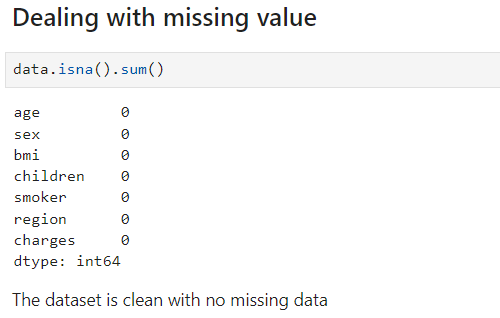 Dealing with missing value
data.isna().sum()
age 0
sex 0
bmi 0
children 0
smoker 0
region 0
charges 0
dtype: int64
The dataset is clean with no missing data